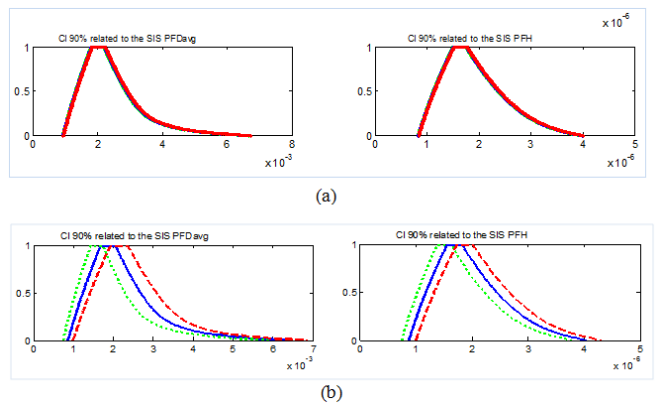 x 10^-6
CI 90% related to the SIS PFDavg
CI 90% related to the SIS PFH
1
0.5
0
0 2 4 6 8
x10^-3
1
0.5
0
0 1 2 3 4 5
x10^-6
(a)
CI 90% related to the SIS PFDavg
CI 90% related to the SIS PFH
1
0.5
0
0 1 2 3 4 5 6 7
x 10^-3
1
0.5
0
0 1 2 3 4 5
x 10^-6
(b)